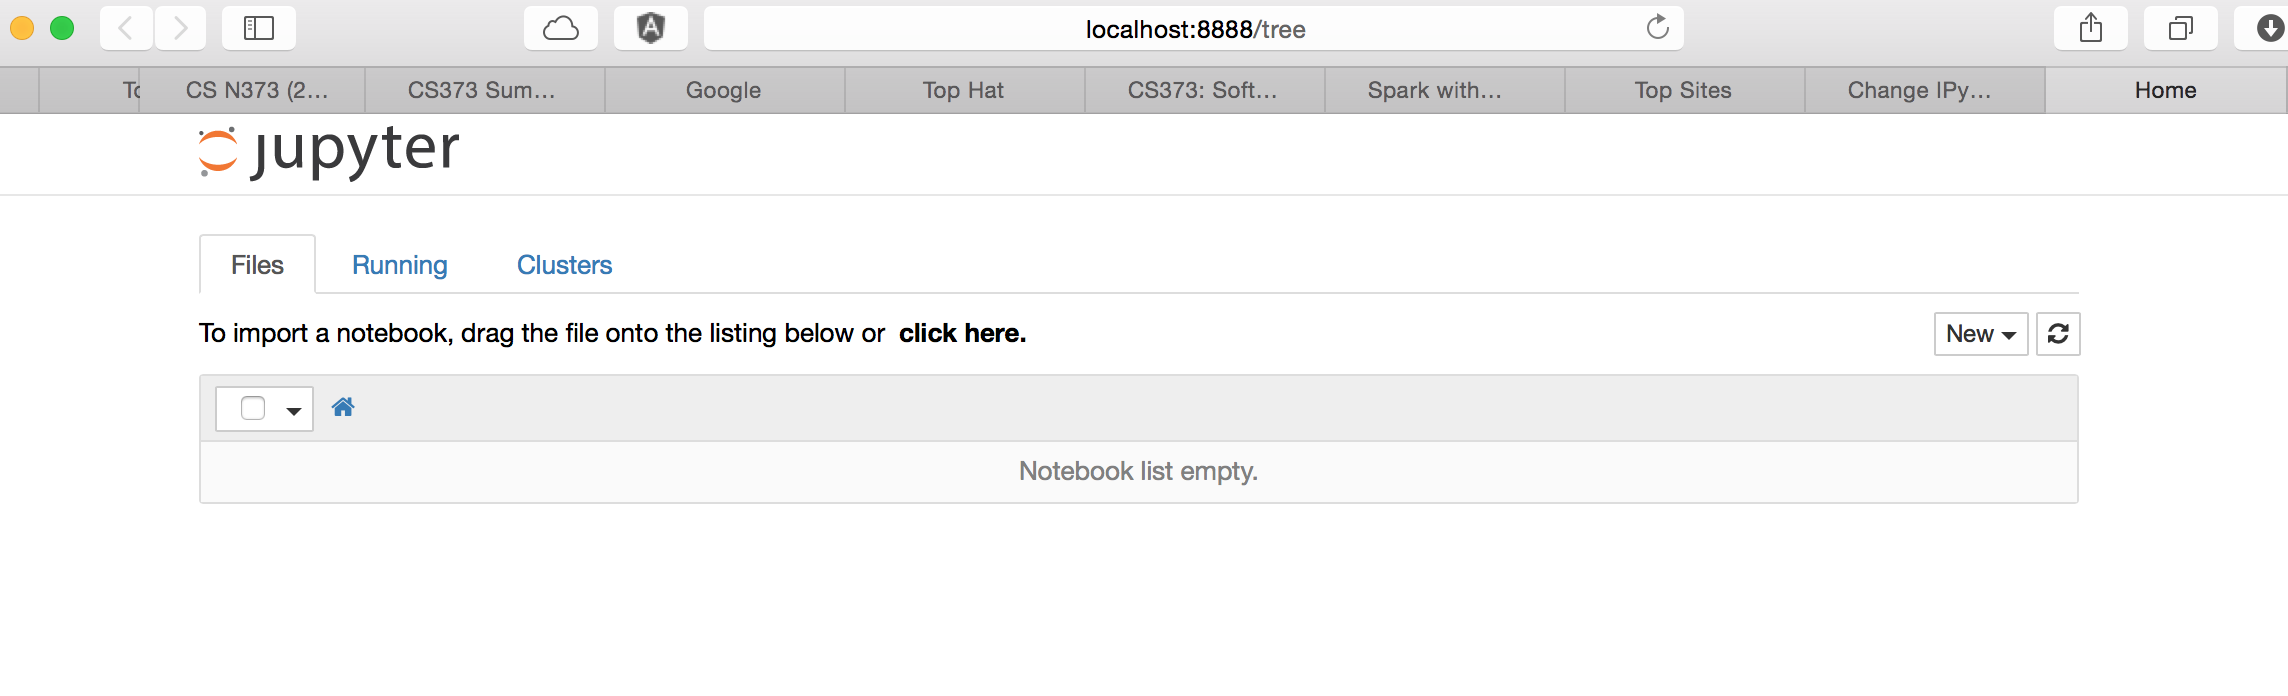 localhost:8888/tree
To CS N373 (2... CS373 Sum... Google Top Hat CS373: Soft... Spark with... Top Sites Change IPy... Home
jupyter
Files Running Clusters
To import a notebook, drag the file onto the listing below or click here. New
Notebook list empty.